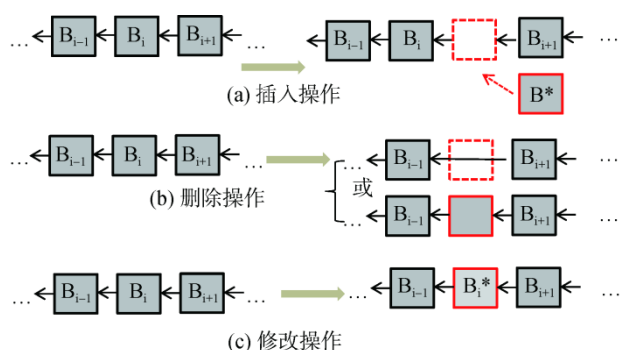 ... B_{i-1} B_i B_{i+1} ... ... B_{i-1} B_i B_{i+1} ...
B*
(a) 插入操作
... B_{i-1} B_i B_{i+1} ... ... B_{i-1} B_{i+1} ...
或
(b) 删除操作
... B_{i-1} B_{i+1} ...
... B_{i-1} B_i B_{i+1} ... ... B_{i-1} B_i* B_{i+1} ...
(c) 修改操作